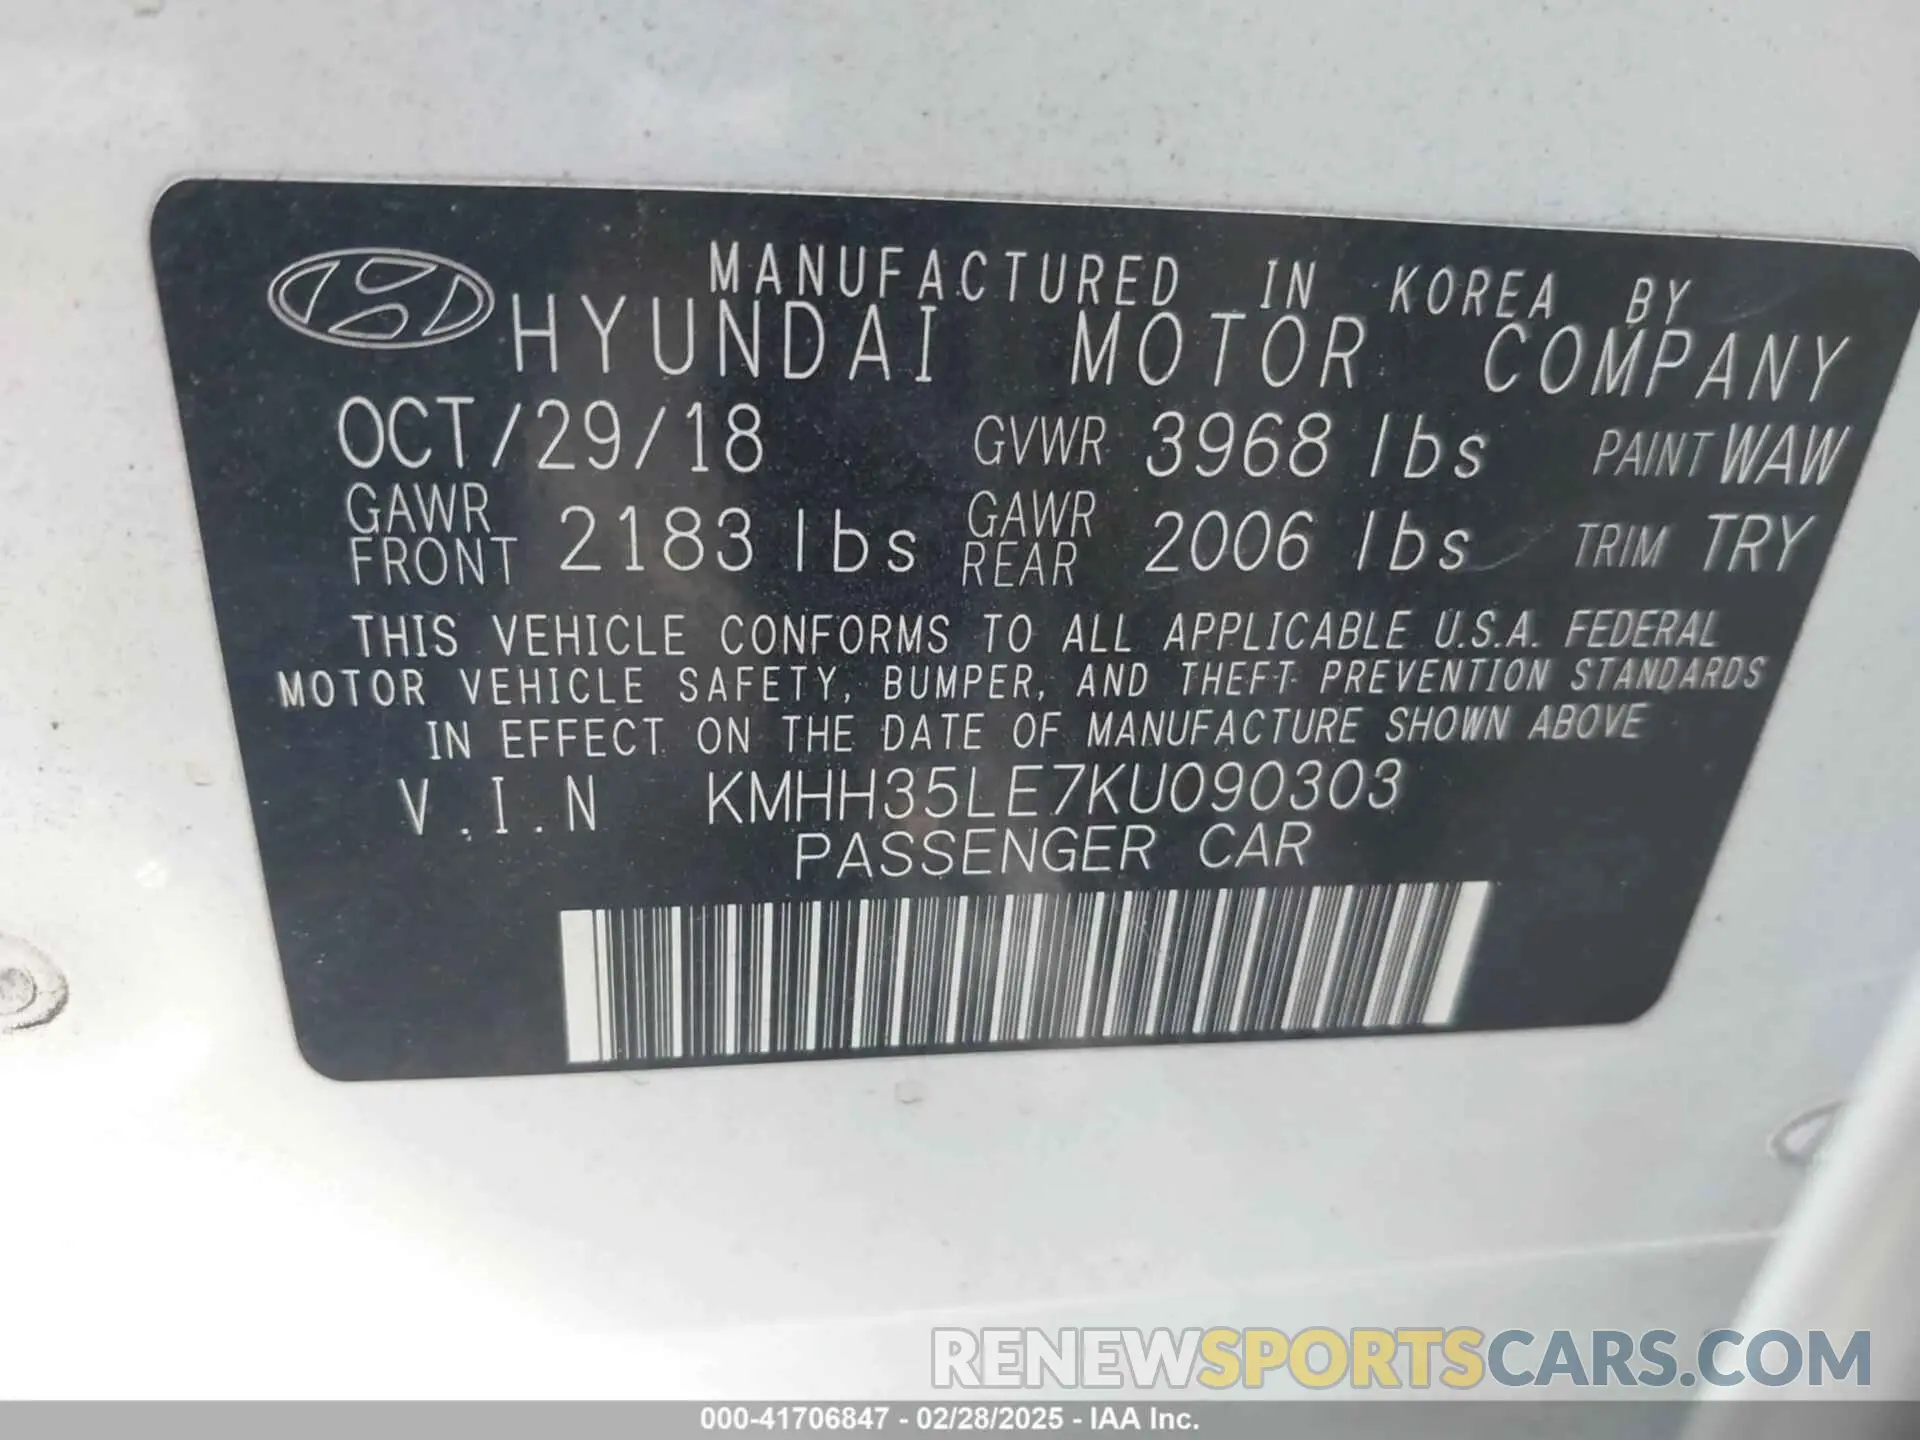 MANUFACTURED IN KOREA BY
HYUNDAI MOTOR COMPANY
OCT/29/18 GVWR 3968 lbs PAINT WAW
GAWR FRONT 2183 lbs GAWR REAR 2006 lbs TRIM TRY
THIS VEHICLE CONFORMS TO ALL APPLICABLE U.S.A. FEDERAL
MOTOR VEHICLE SAFETY, BUMPER, AND THEFT PREVENTION STANDARDS
IN EFFECT ON THE DATE OF MANUFACTURE SHOWN ABOVE
V.I.N KMHH35LE7KU090303
PASSENGER CAR
RENEWSPORTSCARS.COM
000-41706847 - 02/28/2025 - IAA Inc.